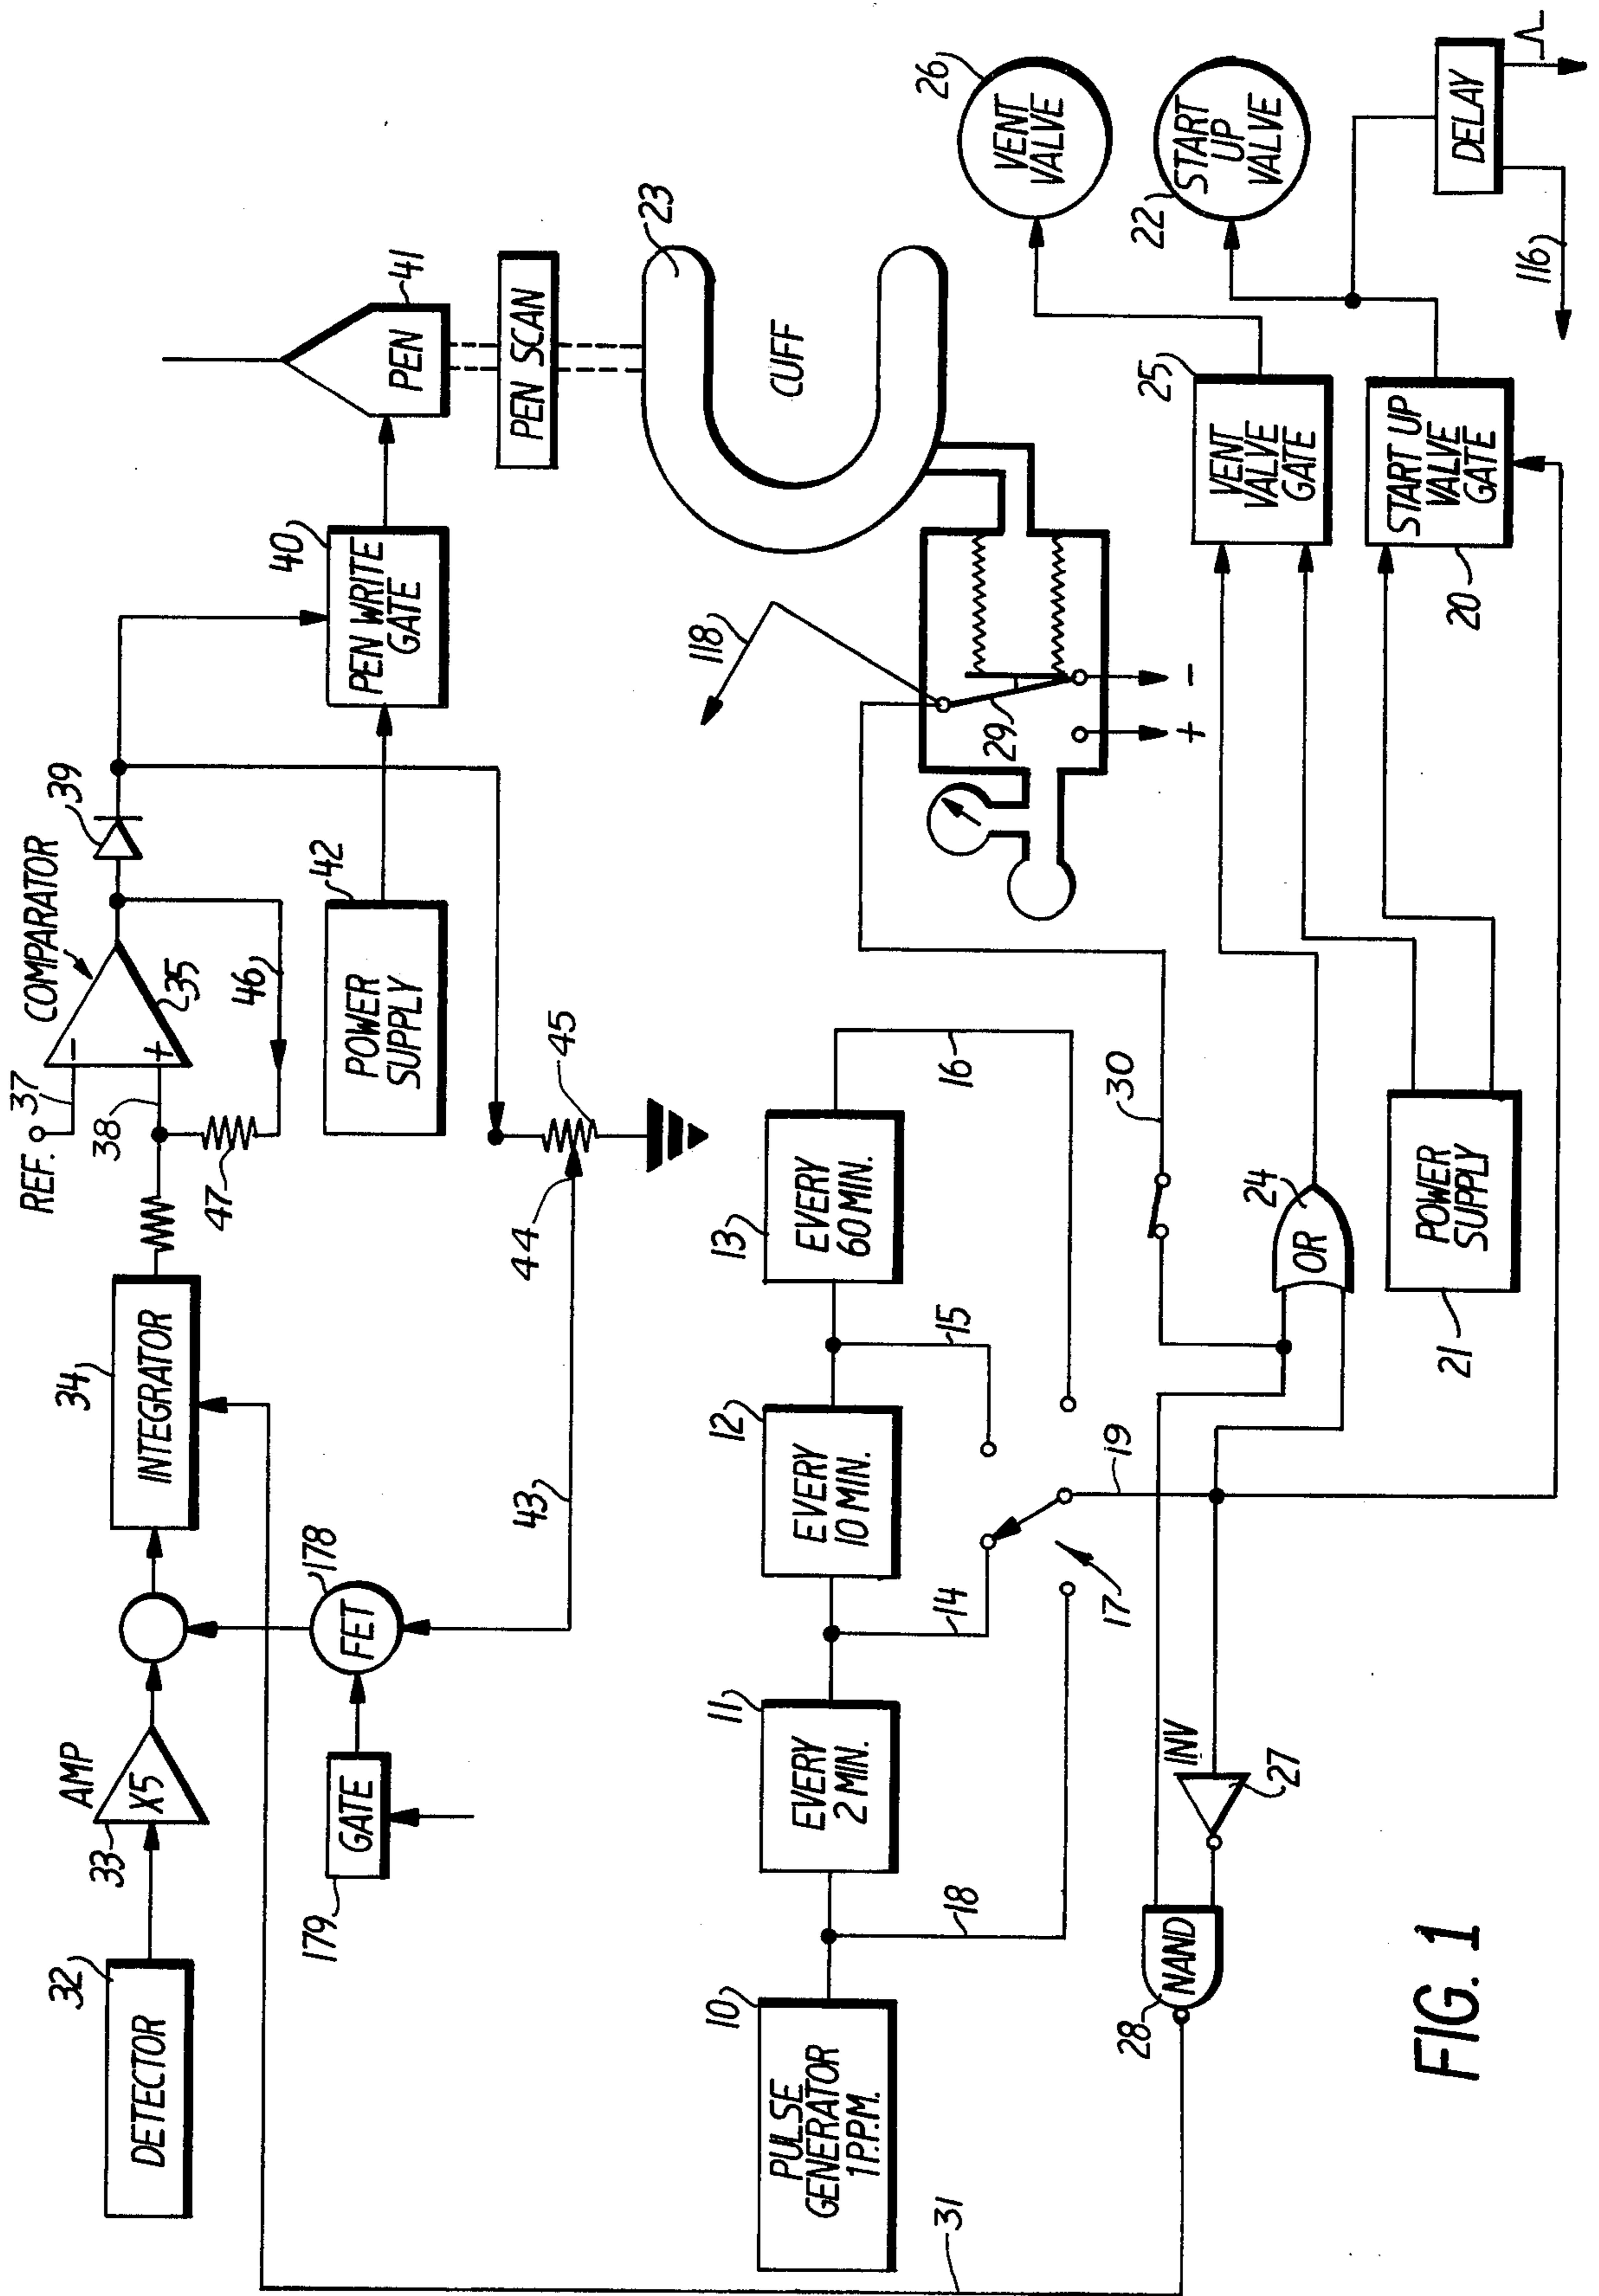 32
DETECTOR
AMP
33
X5
34
INTEGRATOR
REF.
37
38
COMPARATOR
-
+
35
47
46
39
40
PEN WRITE
GATE
41
PEN
PEN SCAN
42
POWER
SUPPLY
179
GATE
178
FET
43
44
45
23
CUFF
118
29
+
-
10
PULSE
GENERATOR
1 P.P.M.
11
EVERY
2 MIN.
12
EVERY
10 MIN.
13
EVERY
60 MIN.
18
14
15
16
17
19
30
31
28
NAND
INV
27
24
OR
21
POWER
SUPPLY
25
VENT
VALVE
GATE
20
START UP
VALVE
GATE
26
VENT
VALVE
22
START
UP
VALVE
DELAY
116
FIG. 1